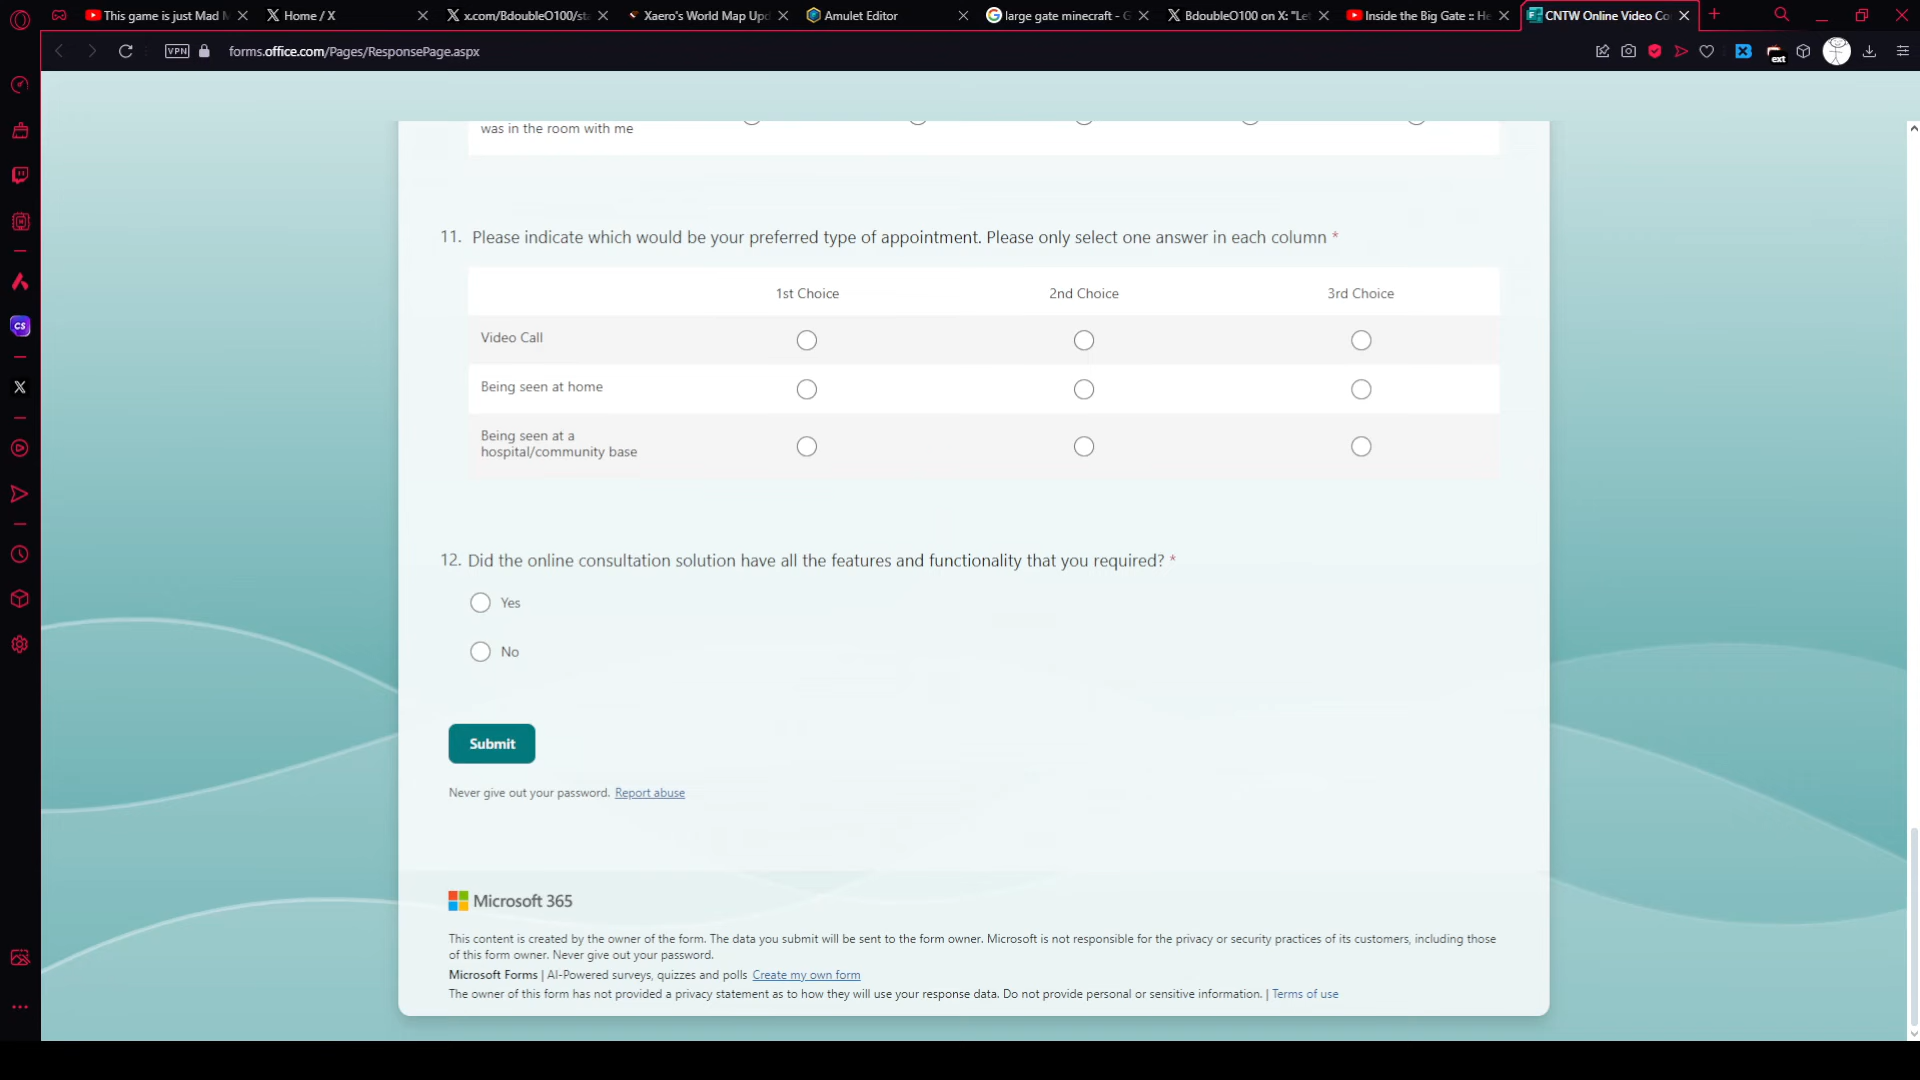 This game is just Mad M
Home / X
x.com/BdoubleO100/sta
Xaero's World Map Upd
Amulet Editor
large gate minecraft - G
BdoubleO100 on X: "Let
Inside the Big Gate :: He
CNTW Online Video Co
VPN
forms.office.com/Pages/ResponsePage.aspx
ext
CS
was in the room with me
11. Please indicate which would be your preferred type of appointment. Please only select one answer in each column *
1st Choice 2nd Choice 3rd Choice
Video Call
Being seen at home
Being seen at a
hospital/community base
12. Did the online consultation solution have all the features and functionality that you required? *
Yes
No
Submit
Never give out your password. Report abuse
Microsoft 365
This content is created by the owner of the form. The data you submit will be sent to the form owner. Microsoft is not responsible for the privacy or security practices of its customers, including those
of this form owner. Never give out your password.
Microsoft Forms | AI-Powered surveys, quizzes and polls Create my own form
The owner of this form has not provided a privacy statement as to how they will use your response data. Do not provide personal or sensitive information. | Terms of use